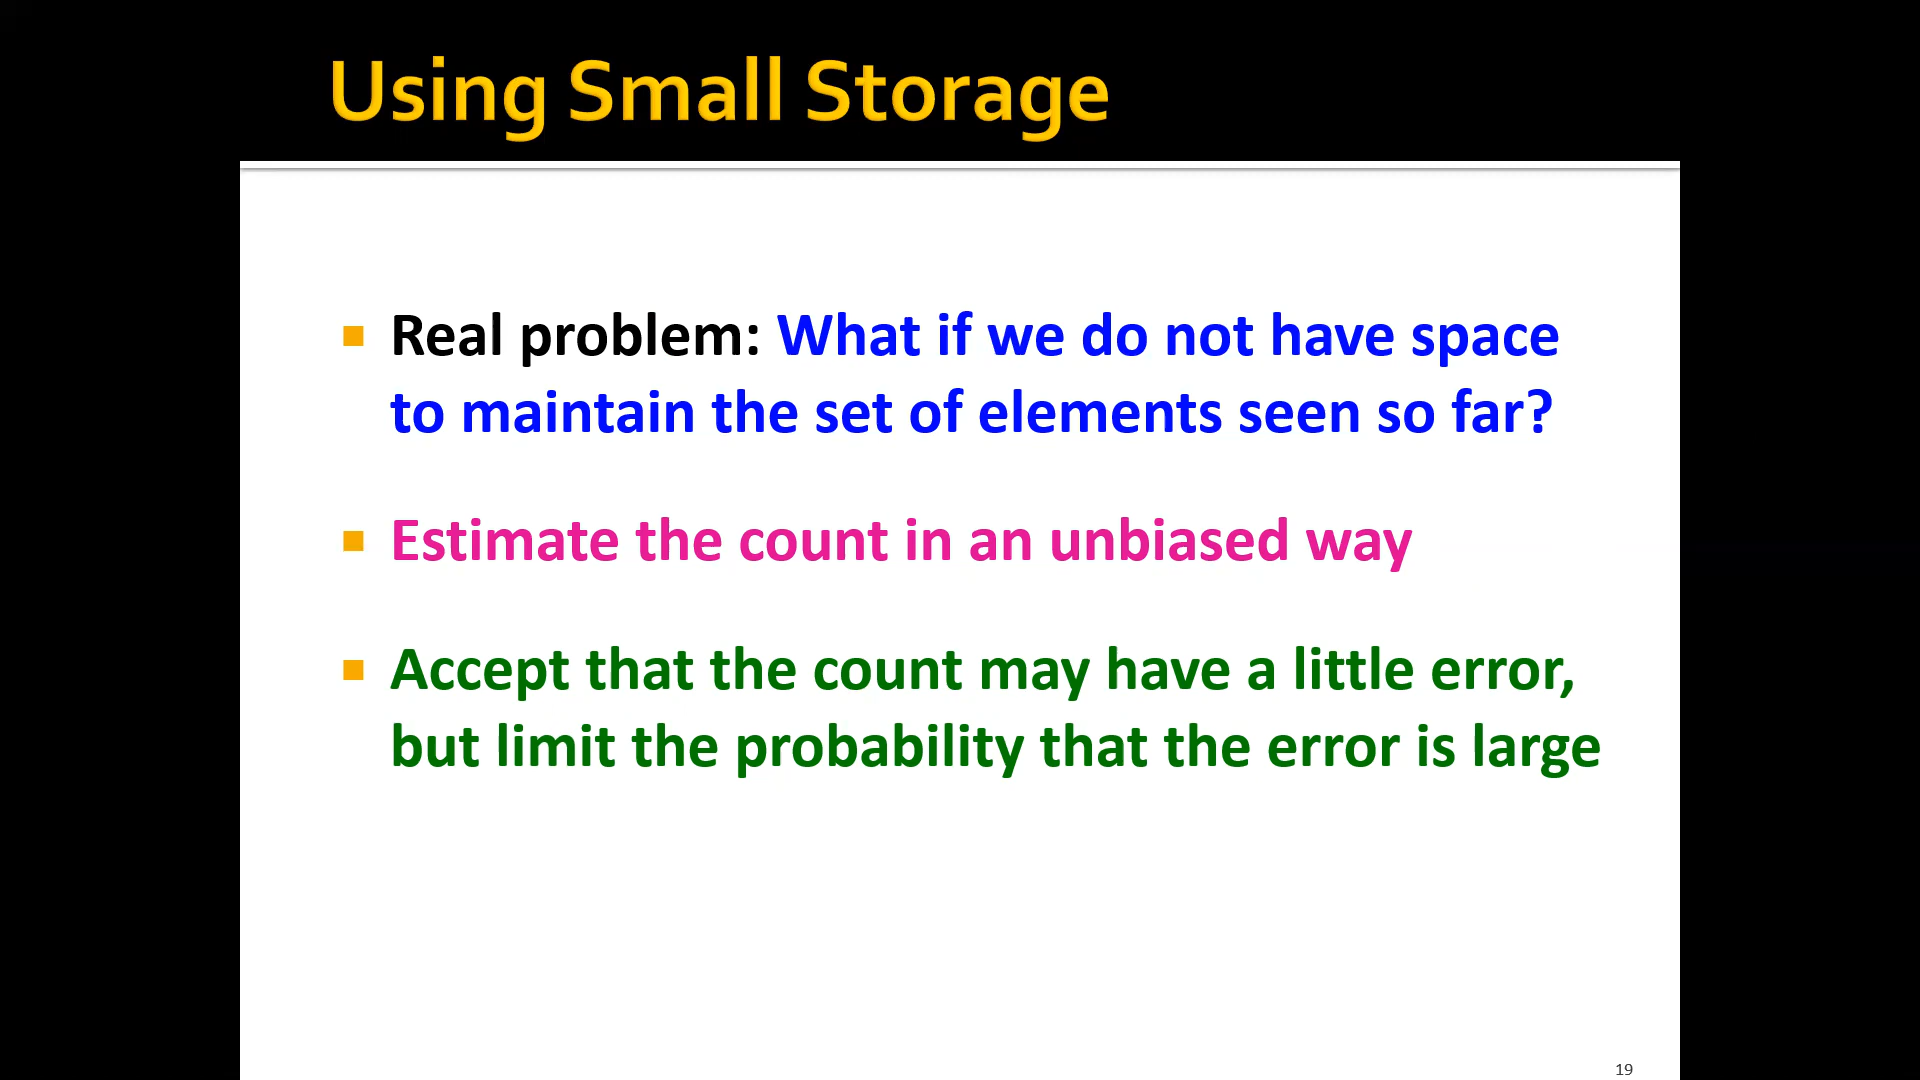 Using Small Storage
Real problem: What if we do not have space
to maintain the set of elements seen so far?
Estimate the count in an unbiased way
Accept that the count may have a little error,
but limit the probability that the error is large
19